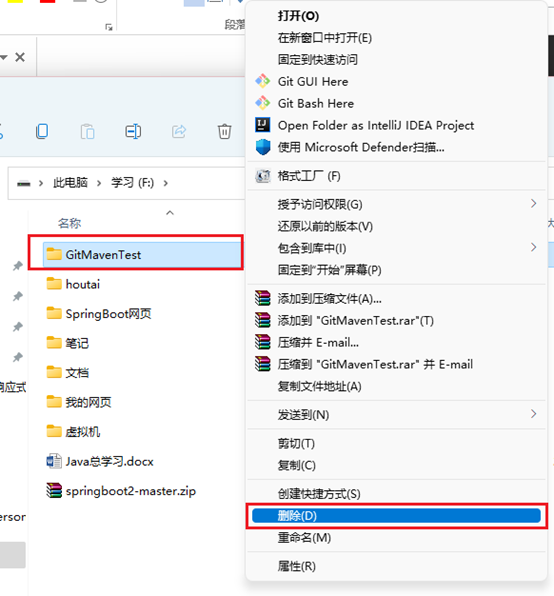 段落
此电脑 > 学习 (F:) >
名称
GitMavenTest
houtai
SpringBoot网页
笔记
文档
我的网页
虚拟机
Java总学习.docx
springboot2-master.zip
响应式
erson
打开(O)
在新窗口中打开(E)
固定到快速访问
Git GUI Here
Git Bash Here
Open Folder as IntelliJ IDEA Project
使用 Microsoft Defender扫描...
格式工厂 (F)
授予访问权限(G)
还原以前的版本(V)
包含到库中(I)
固定到"开始"屏幕(P)
添加到压缩文件(A)...
添加到 "GitMavenTest.rar"(T)
压缩并 E-mail...
压缩到 "GitMavenTest.rar" 并 E-mail
复制文件地址(A)
发送到(N)
剪切(T)
复制(C)
创建快捷方式(S)
删除(D)
重命名(M)
属性(R)
大